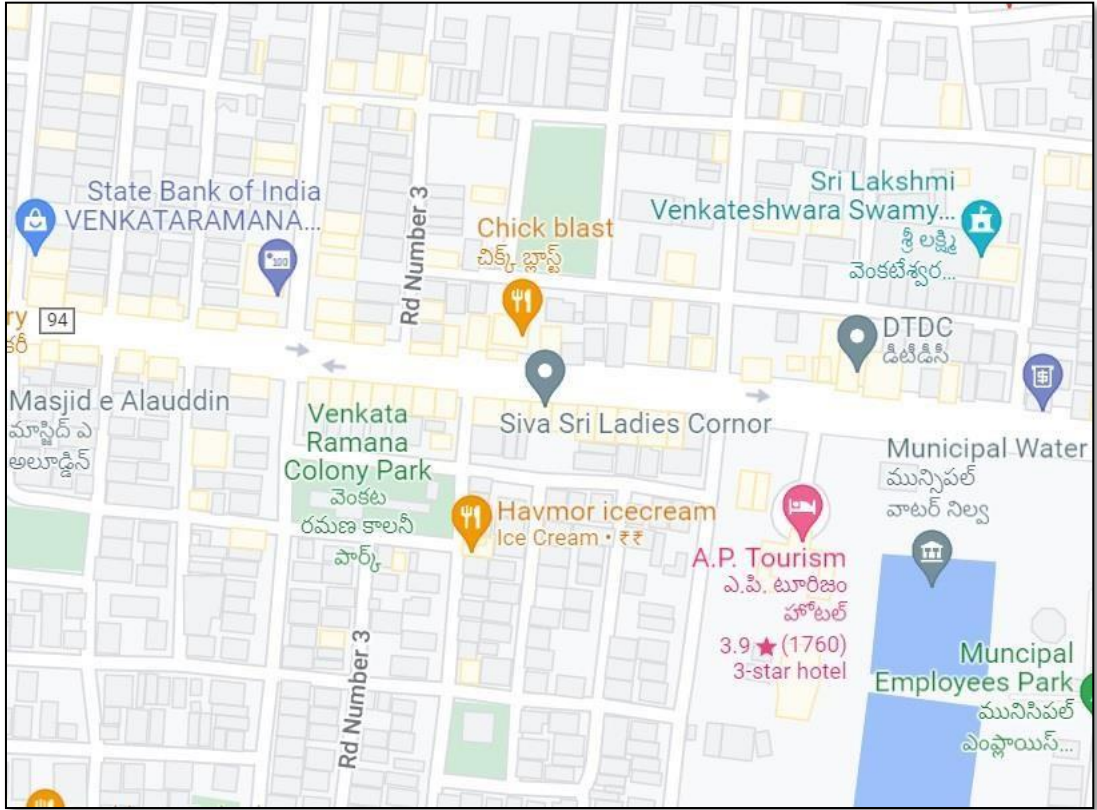 State Bank of India
VENKATARAMANA...
Rd Number 3
Chick blast
చిక్క్ బ్లాస్ట్
Sri Lakshmi
Venkateshwara Swamy...
శ్రీ లక్ష్మి
వెంకటేశ్వర...
ry
కరీ
94
DTDC
డీటీడీసీ
Masjid e Alauddin
మాస్జిద్ ఎ
అలూడ్డిన్
Venkata
Ramana
Colony Park
వెంకట
రమణ కాలనీ
పార్క్
Siva Sri Ladies Cornor
Municipal Water
మున్సిపల్
వాటర్ నిల్వ
Havmor icecream
Ice Cream • ₹₹
A.P. Tourism
ఎ.పి. టూరిజం
హోటల్
3.9 ★ (1760)
3-star hotel
Rd Number 3
Muncipal
Employees Park
మునిసిపల్
ఎంప్లాయిస్...